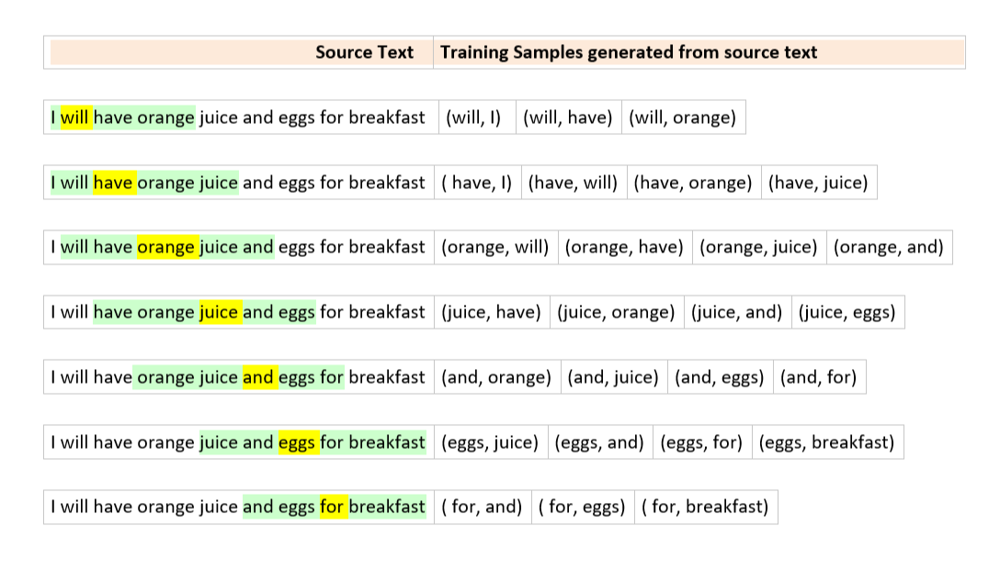 Source Text Training Samples generated from source text
I will have orange juice and eggs for breakfast (will, I) (will, have) (will, orange)
I will have orange juice and eggs for breakfast ( have, I) (have, will) (have, orange) (have, juice)
I will have orange juice and eggs for breakfast (orange, will) (orange, have) (orange, juice) (orange, and)
I will have orange juice and eggs for breakfast (juice, have) (juice, orange) (juice, and) (juice, eggs)
I will have orange juice and eggs for breakfast (and, orange) (and, juice) (and, eggs) (and, for)
I will have orange juice and eggs for breakfast (eggs, juice) (eggs, and) (eggs, for) (eggs, breakfast)
I will have orange juice and eggs for breakfast ( for, and) ( for, eggs) ( for, breakfast)